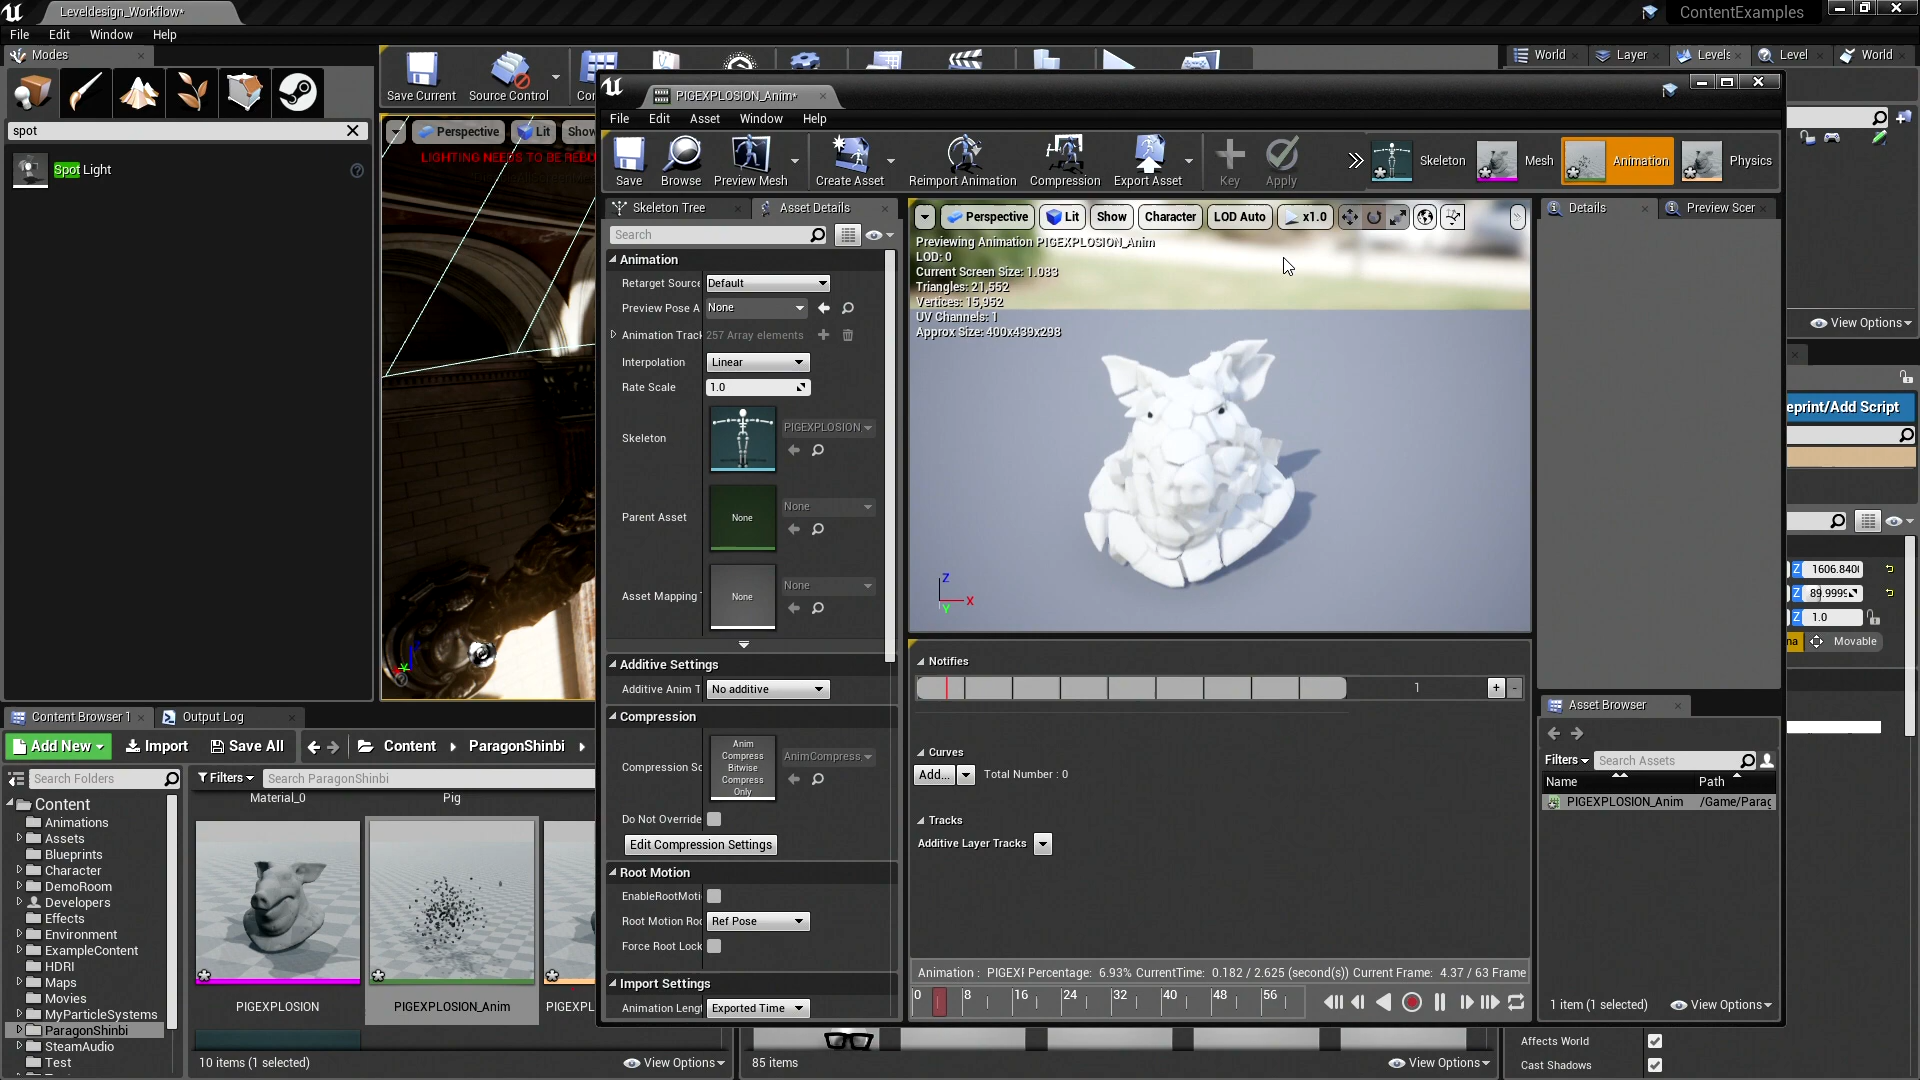 Leveldesign_Workflow*
ContentExamples
File Edit Window Help
Modes
World Layer Levels Level World
spot
Spot Light
Save Current Source Control
Perspective Lit
PIGEXPLOSION_Anim*
File Edit Asset Window Help
Save Browse Preview Mesh Create Asset Reimport Animation Compression Export Asset Key Apply
Skeleton Mesh Animation Physics
Skeleton Tree Asset Details
Search
Animation
Retarget Source Default
Preview Pose A None
Animation Track 257 Array elements
Interpolation Linear
Rate Scale 1.0
Skeleton PIGEXPLOSION
Parent Asset None None
Asset Mapping None None
Additive Settings
Additive Anim T No additive
Compression
Compression Sc Anim Compress Bitwise Compress Only AnimCompress
Do Not Override
Edit Compression Settings
Root Motion
EnableRootMoti
Root Motion Roo Ref Pose
Force Root Lock
Import Settings
Animation Leng Exported Time
Perspective Lit Show Character LOD Auto x1.0
Previewing Animation PIGEXPLOSION_Anim
LOD: 0
Current Screen Size: 1.083
Triangles: 21,552
Vertices: 15,952
UV Channels: 1
Approx Size: 400x439x298
Z
X
Y
Notifies
1 + -
Curves
Add... Total Number : 0
Tracks
Additive Layer Tracks
Animation : PIGEXP Percentage: 6.93% CurrentTime: 0.182 / 2.625 (second(s)) Current Frame: 4.37 / 63 Frame
0 8 16 24 32 40 48 56
Details Preview Scen
Asset Browser
Filters Search Assets
Name Path
PIGEXPLOSION_Anim /Game/Parag
1 item (1 selected) View Options
View Options
eprint/Add Script
Z 1606.840
Z 89.9999
Z 1.0
Movable
Affects World
Cast Shadows
Content Browser 1 Output Log
Add New Import Save All Content ParagonShinbi
Search Folders Filters Search ParagonShinbi
Content
Animations
Assets
Blueprints
Character
DemoRoom
Developers
Effects
Environment
ExampleContent
HDRI
Maps
Movies
MyParticleSystems
ParagonShinbi
SteamAudio
Test
Material_0 Pig
PIGEXPLOSION PIGEXPLOSION_Anim PIGEXPL
10 items (1 selected) View Options
85 items View Options